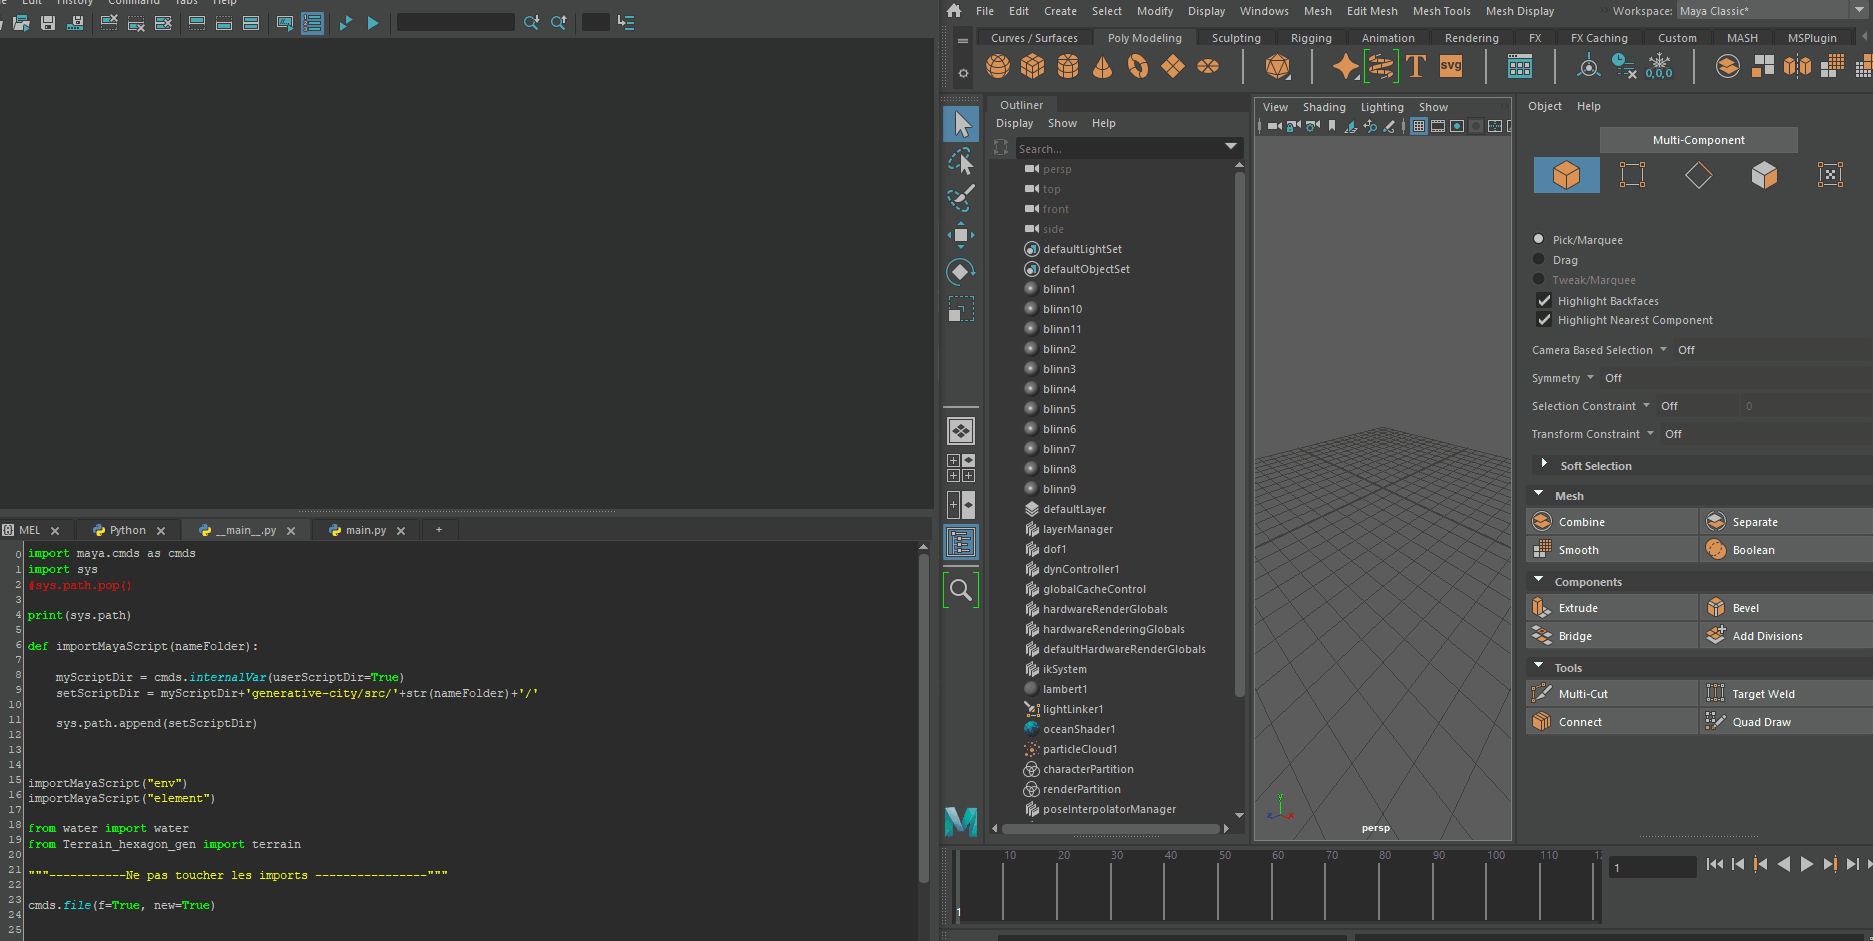 Edit History Command Tabs Help
MEL Python __main__.py main.py +
0 import maya.cmds as cmds
1 import sys
2 #sys.path.pop()
3
4 print(sys.path)
5
6 def importMayaScript(nameFolder):
7
8 myScriptDir = cmds.internalVar(userScriptDir=True)
9 setScriptDir = myScriptDir+'generative-city/src/'+str(nameFolder)+'/'
10
11 sys.path.append(setScriptDir)
12
13
14
15 importMayaScript("env")
16 importMayaScript("element")
17
18 from water import water
19 from Terrain_hexagon_gen import terrain
20
21 """-----------Ne pas toucher les imports ----------------"""
22
23 cmds.file(f=True, new=True)
24
25
File Edit Create Select Modify Display Windows Mesh Edit Mesh Mesh Tools Mesh Display Workspace: Maya Classic*
Curves / Surfaces Poly Modeling Sculpting Rigging Animation Rendering FX FX Caching Custom MASH MSPlugin
T svg 0,0,0
Outliner
Display Show Help
Search...
persp
top
front
side
defaultLightSet
defaultObjectSet
blinn1
blinn10
blinn11
blinn2
blinn3
blinn4
blinn5
blinn6
blinn7
blinn8
blinn9
defaultLayer
layerManager
dof1
dynController1
globalCacheControl
hardwareRenderGlobals
hardwareRenderingGlobals
defaultHardwareRenderGlobals
ikSystem
lambert1
lightLinker1
oceanShader1
particleCloud1
characterPartition
renderPartition
poseInterpolatorManager
View Shading Lighting Show
y
z x
persp
Object Help
Multi-Component
Pick/Marquee
Drag
Tweak/Marquee
Highlight Backfaces
Highlight Nearest Component
Camera Based Selection Off
Symmetry Off
Selection Constraint Off 0
Transform Constraint Off
Soft Selection
Mesh
Combine Separate
Smooth Boolean
Components
Extrude Bevel
Bridge Add Divisions
Tools
Multi-Cut Target Weld
Connect Quad Draw
10 20 30 40 50 60 70 80 90 100 110
1
1
M